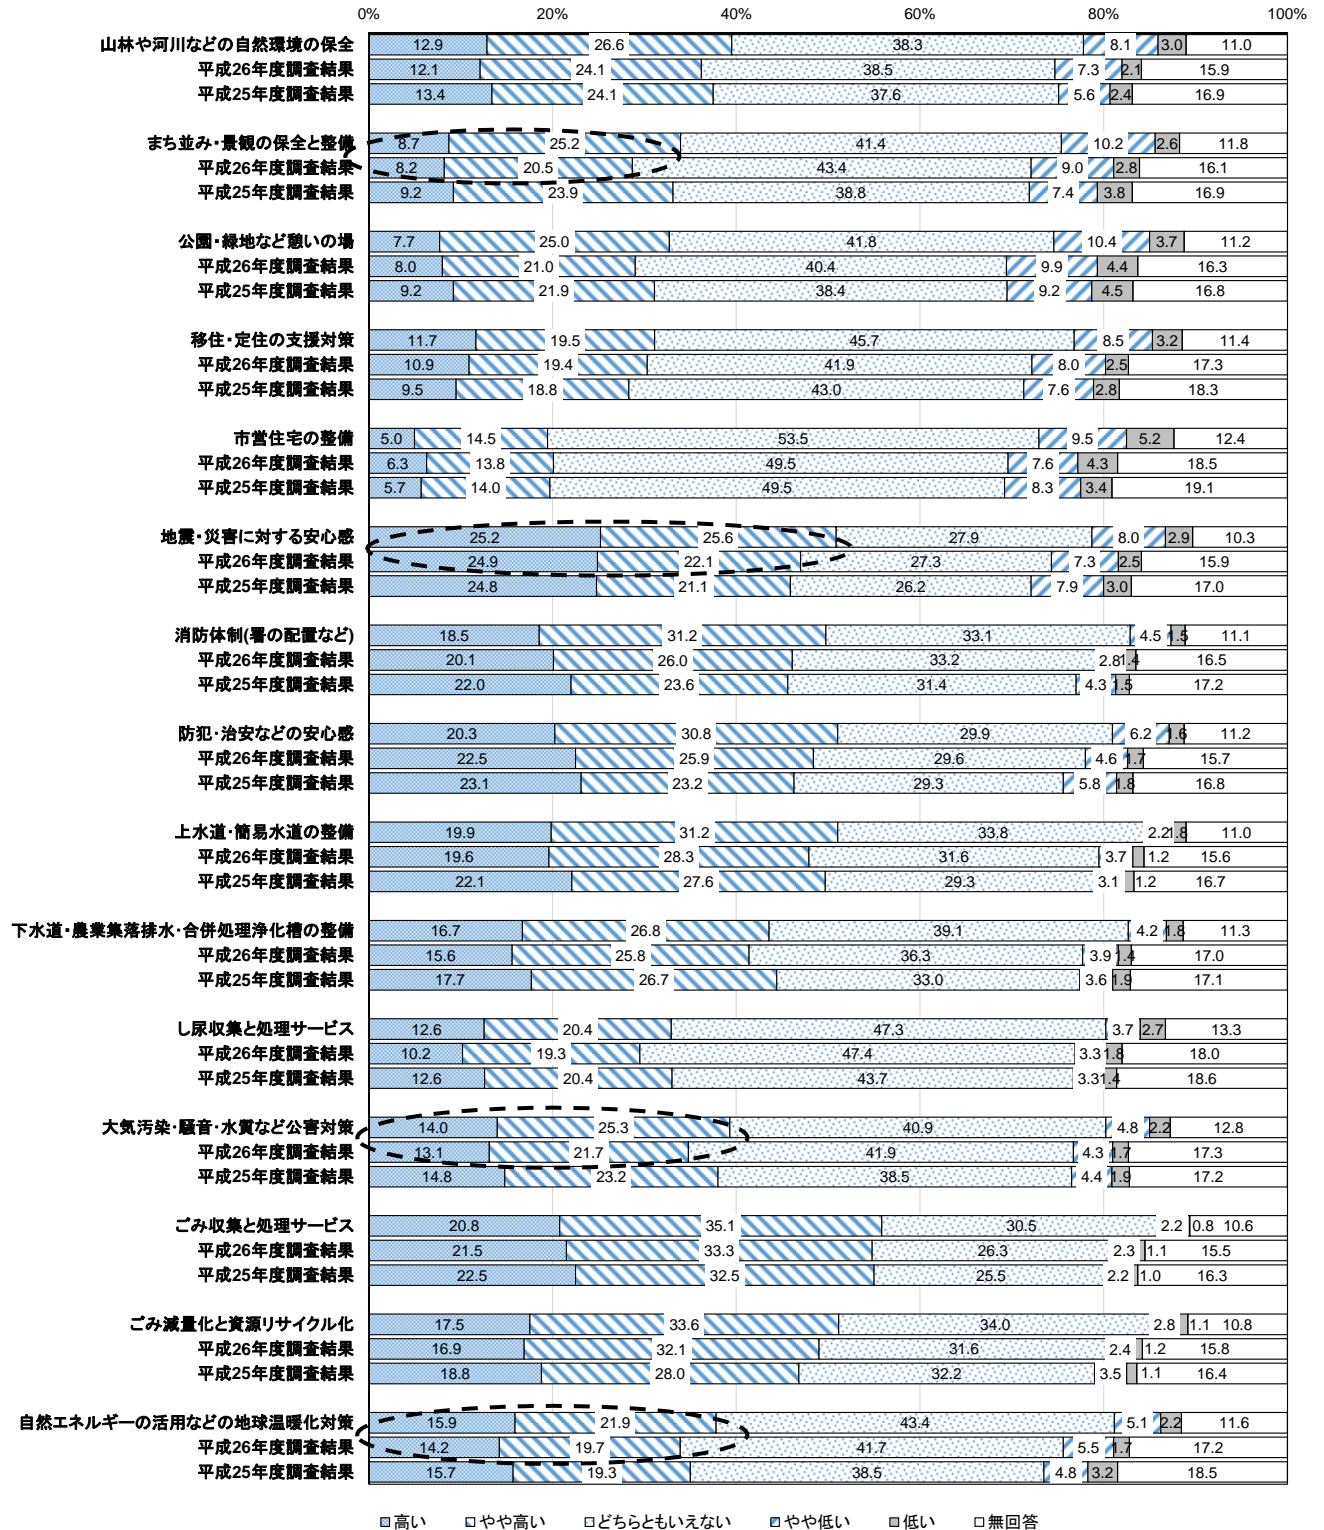 0% 20% 40% 60% 80% 100%
山林や河川などの自然環境の保全 12.9 26.6 38.3 8.1 3.0 11.0
平成26年度調査結果 12.1 24.1 38.5 7.3 2.1 15.9
平成25年度調査結果 13.4 24.1 37.6 5.6 2.4 16.9
まち並み・景観の保全と整備 8.7 25.2 41.4 10.2 2.6 11.8
平成26年度調査結果 8.2 20.5 43.4 9.0 2.8 16.1
平成25年度調査結果 9.2 23.9 38.8 7.4 3.8 16.9
公園・緑地など憩いの場 7.7 25.0 41.8 10.4 3.7 11.2
平成26年度調査結果 8.0 21.0 40.4 9.9 4.4 16.3
平成25年度調査結果 9.2 21.9 38.4 9.2 4.5 16.8
移住・定住の支援対策 11.7 19.5 45.7 8.5 3.2 11.4
平成26年度調査結果 10.9 19.4 41.9 8.0 2.5 17.3
平成25年度調査結果 9.5 18.8 43.0 7.6 2.8 18.3
市営住宅の整備 5.0 14.5 53.5 9.5 5.2 12.4
平成26年度調査結果 6.3 13.8 49.5 7.6 4.3 18.5
平成25年度調査結果 5.7 14.0 49.5 8.3 3.4 19.1
地震・災害に対する安心感 25.2 25.6 27.9 8.0 2.9 10.3
平成26年度調査結果 24.9 22.1 27.3 7.3 2.5 15.9
平成25年度調査結果 24.8 21.1 26.2 7.9 3.0 17.0
消防体制(署の配置など) 18.5 31.2 33.1 4.5 1.5 11.1
平成26年度調査結果 20.1 26.0 33.2 2.8 1.4 16.5
平成25年度調査結果 22.0 23.6 31.4 4.3 1.5 17.2
防犯・治安などの安心感 20.3 30.8 29.9 6.2 1.6 11.2
平成26年度調査結果 22.5 25.9 29.6 4.6 1.7 15.7
平成25年度調査結果 23.1 23.2 29.3 5.8 1.8 16.8
上水道・簡易水道の整備 19.9 31.2 33.8 2.2 1.8 11.0
平成26年度調査結果 19.6 28.3 31.6 3.7 1.2 15.6
平成25年度調査結果 22.1 27.6 29.3 3.1 1.2 16.7
下水道・農業集落排水・合併処理浄化槽の整備 16.7 26.8 39.1 4.2 1.8 11.3
平成26年度調査結果 15.6 25.8 36.3 3.9 1.4 17.0
平成25年度調査結果 17.7 26.7 33.0 3.6 1.9 17.1
し尿収集と処理サービス 12.6 20.4 47.3 3.7 2.7 13.3
平成26年度調査結果 10.2 19.3 47.4 3.3 1.8 18.0
平成25年度調査結果 12.6 20.4 43.7 3.3 1.4 18.6
大気汚染・騒音・水質など公害対策 14.0 25.3 40.9 4.8 2.2 12.8
平成26年度調査結果 13.1 21.7 41.9 4.3 1.7 17.3
平成25年度調査結果 14.8 23.2 38.5 4.4 1.9 17.2
ごみ収集と処理サービス 20.8 35.1 30.5 2.2 0.8 10.6
平成26年度調査結果 21.5 33.3 26.3 2.3 1.1 15.5
平成25年度調査結果 22.5 32.5 25.5 2.2 1.0 16.3
ごみ減量化と資源リサイクル化 17.5 33.6 34.0 2.8 1.1 10.8
平成26年度調査結果 16.9 32.1 31.6 2.4 1.2 15.8
平成25年度調査結果 18.8 28.0 32.2 3.5 1.1 16.4
自然エネルギーの活用などの地球温暖化対策 15.9 21.9 43.4 5.1 2.2 11.6
平成26年度調査結果 14.2 19.7 41.7 5.5 1.7 17.2
平成25年度調査結果 15.7 19.3 38.5 4.8 3.2 18.5
高い やや高い どちらともいえない やや低い 低い 無回答